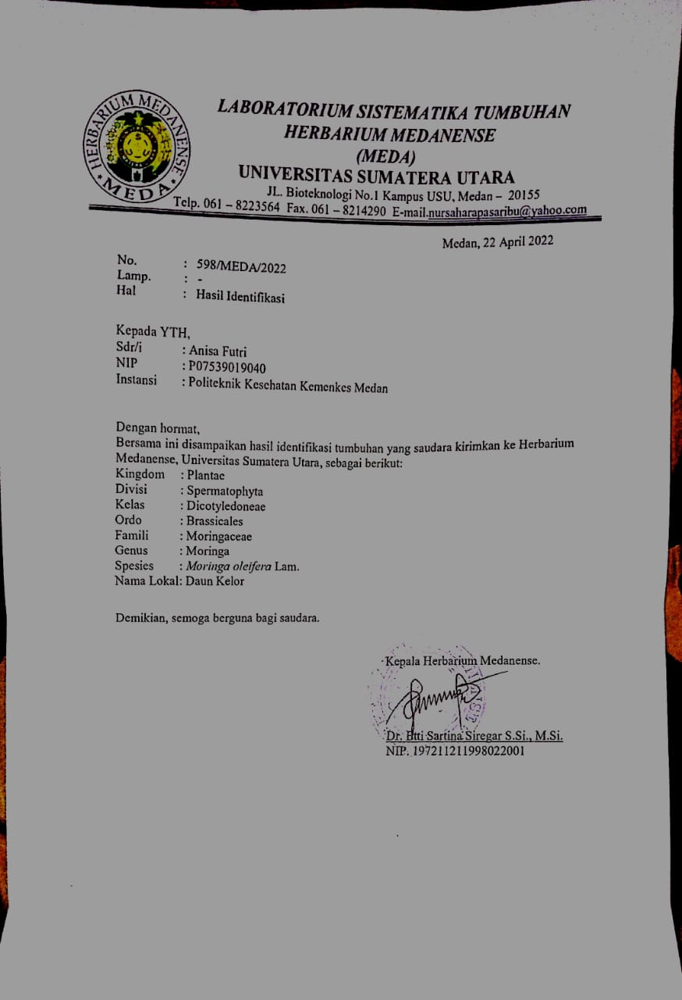 HERBARIUM MEDANENSE
MEDA
LABORATORIUM SISTEMATIKA TUMBUHAN
HERBARIUM MEDANENSE
(MEDA)
UNIVERSITAS SUMATERA UTARA
JL. Bioteknologi No.1 Kampus USU, Medan – 20155
Telp. 061 – 8223564 Fax. 061 – 8214290 E-mail.nursaharapasaribu@yahoo.com
Medan, 22 April 2022
No. : 598/MEDA/2022
Lamp. : -
Hal : Hasil Identifikasi
Kepada YTH,
Sdr/i : Anisa Futri
NIP : P07539019040
Instansi : Politeknik Kesehatan Kemenkes Medan
Dengan hormat,
Bersama ini disampaikan hasil identifikasi tumbuhan yang saudara kirimkan ke Herbarium
Medanense, Universitas Sumatera Utara, sebagai berikut:
Kingdom : Plantae
Divisi : Spermatophyta
Kelas : Dicotyledoneae
Ordo : Brassicales
Famili : Moringaceae
Genus : Moringa
Spesies : Moringa oleifera Lam.
Nama Lokal: Daun Kelor
Demikian, semoga berguna bagi saudara.
Kepala Herbarium Medanense.
Dr. Etti Sartina Siregar S.Si., M.Si.
NIP. 197211211998022001